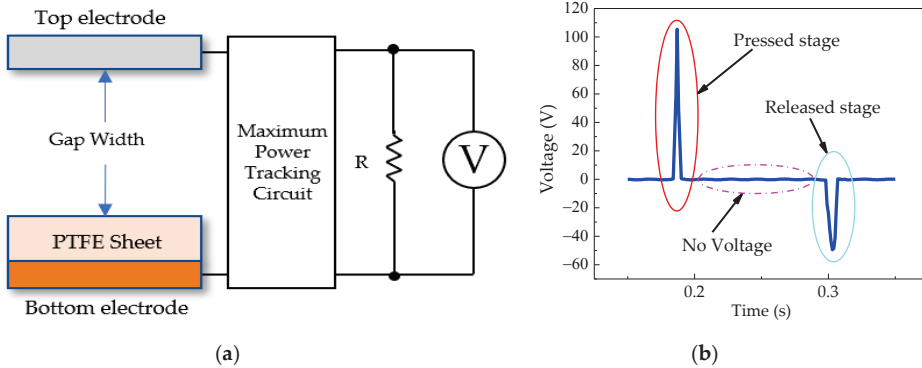 Top electrode
Gap Width
PTFE Sheet
Bottom electrode
Maximum
Power
Tracking
Circuit
R
V
(a)
120
100
80
60
40
20
0
−20
−40
−60
Voltage (V)
Pressed stage
Released stage
No Voltage
0.2
0.3
Time (s)
(b)